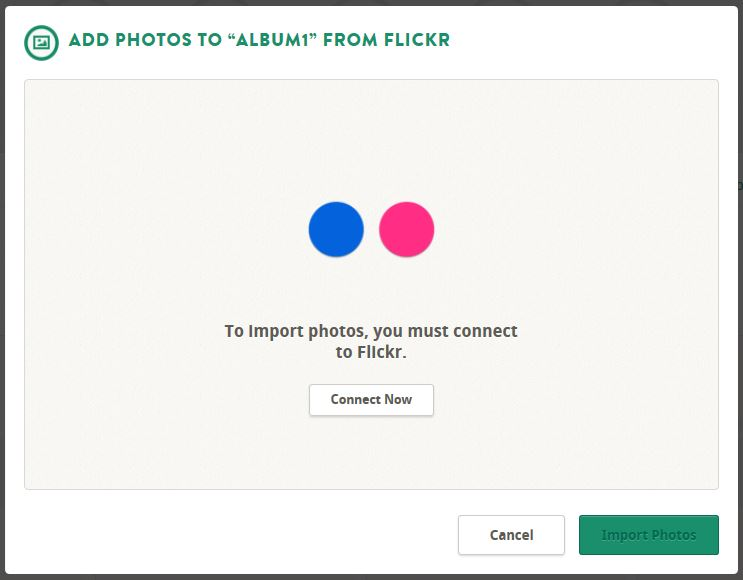 ADD PHOTOS TO “ALBUM1” FROM FLICKR
To import photos, you must connect
to Flickr.
Connect Now
Cancel
Import Photos